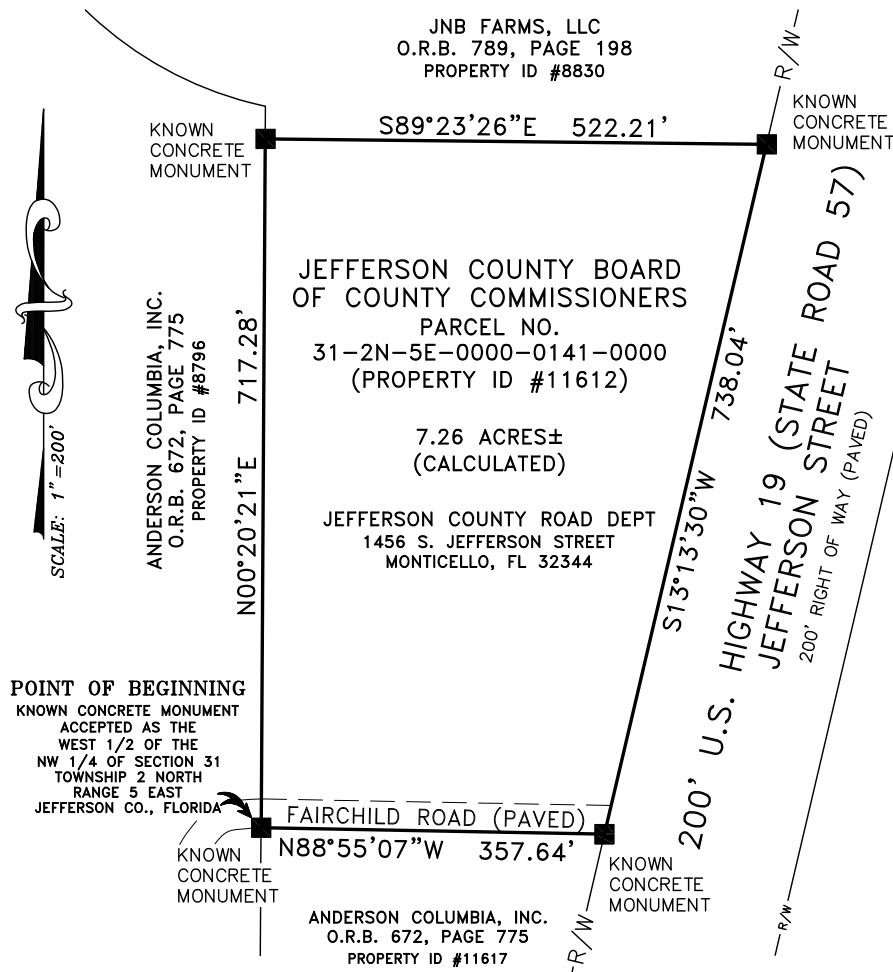 JNB FARMS, LLC
O.R.B. 789, PAGE 198
PROPERTY ID #8830
R/W
KNOWN
CONCRETE
MONUMENT
S89°23'26"E 522.21'
KNOWN
CONCRETE
MONUMENT
JEFFERSON COUNTY BOARD
OF COUNTY COMMISSIONERS
PARCEL NO.
31-2N-5E-0000-0141-0000
(PROPERTY ID #11612)
7.26 ACRES±
(CALCULATED)
JEFFERSON COUNTY ROAD DEPT
1456 S. JEFFERSON STREET
MONTICELLO, FL 32344
SCALE: 1"=200'
ANDERSON COLUMBIA, INC.
O.R.B. 672, PAGE 775
PROPERTY ID #8796
N00°20'21"E 717.28'
S13°13'30"W 738.04'
200' U.S. HIGHWAY 19 (STATE ROAD 57)
JEFFERSON STREET
200' RIGHT OF WAY (PAVED)
POINT OF BEGINNING
KNOWN CONCRETE MONUMENT
ACCEPTED AS THE
WEST 1/2 OF THE
NW 1/4 OF SECTION 31
TOWNSHIP 2 NORTH
RANGE 5 EAST
JEFFERSON CO., FLORIDA
FAIRCHILD ROAD (PAVED)
N88°55'07"W 357.64'
KNOWN
CONCRETE
MONUMENT
KNOWN
CONCRETE
MONUMENT
ANDERSON COLUMBIA, INC.
O.R.B. 672, PAGE 775
PROPERTY ID #11617
R/W
R/W